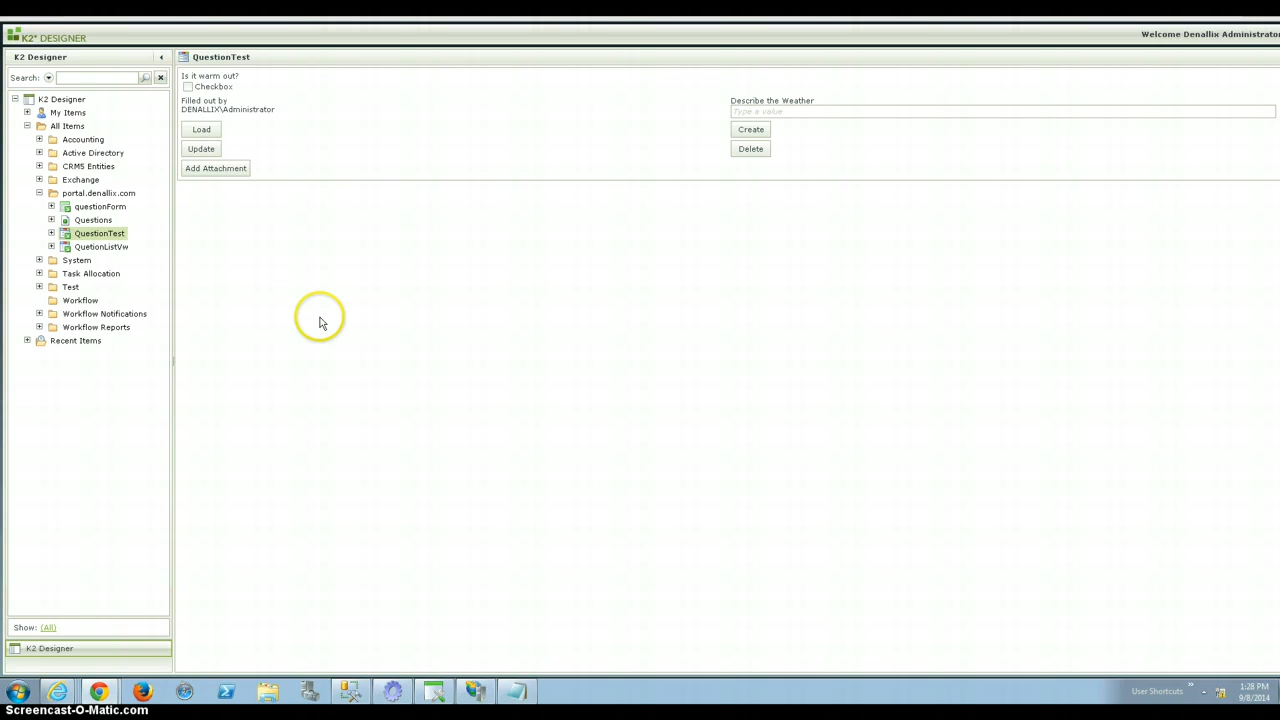 K2* DESIGNER
Welcome Denallix Administrator
K2 Designer
QuestionTest
Search:
Is it warm out?
Checkbox
Filled out by
DENALLIX\Administrator
Describe the Weather
Type a value
Load
Create
Update
Delete
Add Attachment
K2 Designer
My Items
All Items
Accounting
Active Directory
CRM5 Entities
Exchange
portal.denallix.com
questionForm
Questions
QuestionTest
QuetionListVw
System
Task Allocation
Test
Workflow
Workflow Notifications
Workflow Reports
Recent Items
Show: (All)
K2 Designer
User Shortcuts
1:28 PM
9/8/2014
Screencast-O-Matic.com